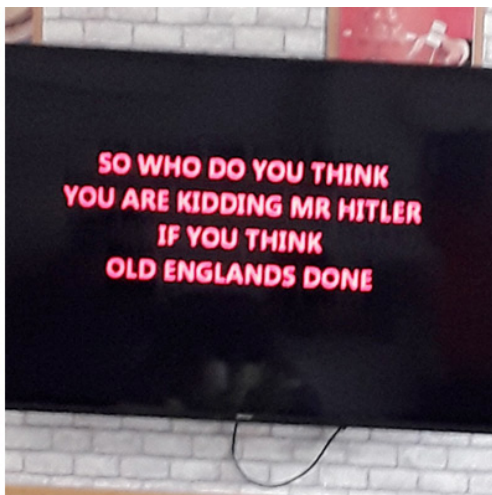 SO WHO DO YOU THINK
YOU ARE KIDDING MR HITLER
IF YOU THINK
OLD ENGLANDS DONE